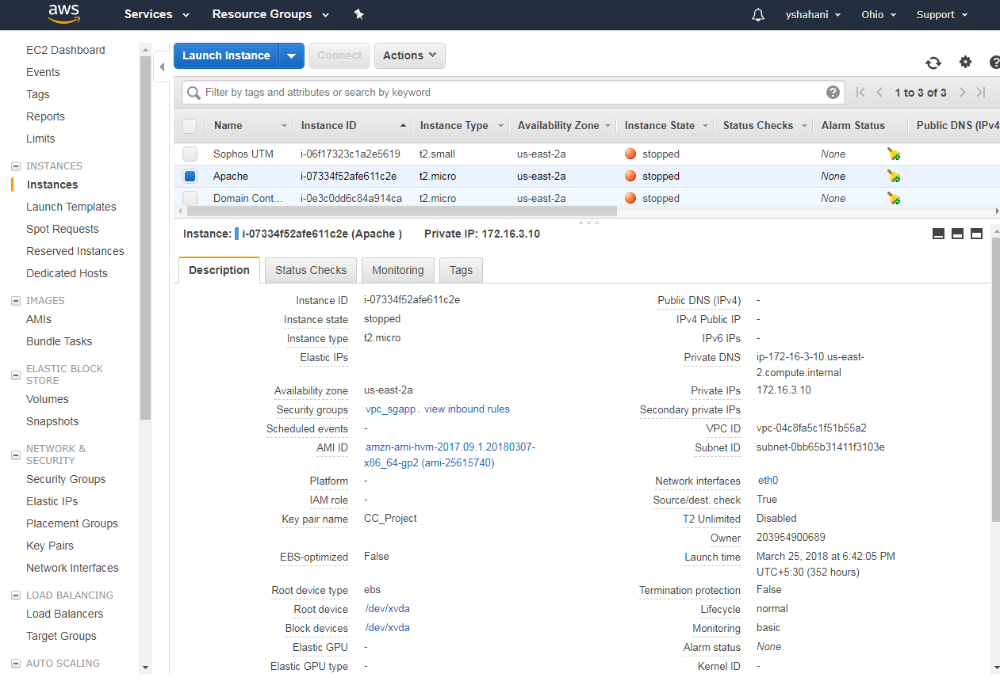 aws Services Resource Groups yshahani Ohio Support
EC2 Dashboard
Events
Tags
Reports
Limits
INSTANCES
Instances
Launch Templates
Spot Requests
Reserved Instances
Dedicated Hosts
IMAGES
AMIs
Bundle Tasks
ELASTIC BLOCK
STORE
Volumes
Snapshots
NETWORK &
SECURITY
Security Groups
Elastic IPs
Placement Groups
Key Pairs
Network Interfaces
LOAD BALANCING
Load Balancers
Target Groups
AUTO SCALING
Launch Instance Connect Actions
Filter by tags and attributes or search by keyword 1 to 3 of 3
Name Instance ID Instance Type Availability Zone Instance State Status Checks Alarm Status Public DNS (IPv4
Sophos UTM i-06f17323c1a2e5619 t2.small us-east-2a stopped None
Apache i-07334f52afe611c2e t2.micro us-east-2a stopped None
Domain Cont... i-0e3c0dd6c84a914ca t2.micro us-east-2a stopped None
Instance: i-07334f52afe611c2e (Apache ) Private IP: 172.16.3.10
Description Status Checks Monitoring Tags
Instance ID i-07334f52afe611c2e
Instance state stopped
Instance type t2.micro
Elastic IPs
Availability zone us-east-2a
Security groups vpc_sgapp . view inbound rules
Scheduled events -
AMI ID amzn-ami-hvm-2017.09.1.20180307-
x86_64-gp2 (ami-25615740)
Platform -
IAM role -
Key pair name CC_Project
EBS-optimized False
Root device type ebs
Root device /dev/xvda
Block devices /dev/xvda
Elastic GPU -
Elastic GPU type -
Public DNS (IPv4) -
IPv4 Public IP -
IPv6 IPs -
Private DNS ip-172-16-3-10.us-east-
2.compute.internal
Private IPs 172.16.3.10
Secondary private IPs
VPC ID vpc-04c8fa5c1f51b55a2
Subnet ID subnet-0bb65b31411f3103e
Network interfaces eth0
Source/dest. check True
T2 Unlimited Disabled
Owner 203954900689
Launch time March 25, 2018 at 6:42:05 PM
UTC+5:30 (352 hours)
Termination protection False
Lifecycle normal
Monitoring basic
Alarm status None
Kernel ID -